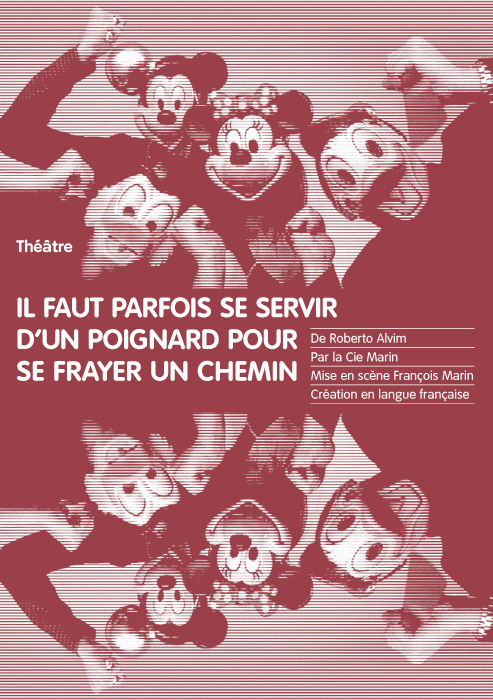 Théâtre
IL FAUT PARFOIS SE SERVIR
D'UN POIGNARD POUR
SE FRAYER UN CHEMIN
De Roberto Alvim
Par la Cie Marin
Mise en scène François Marin
Création en langue française